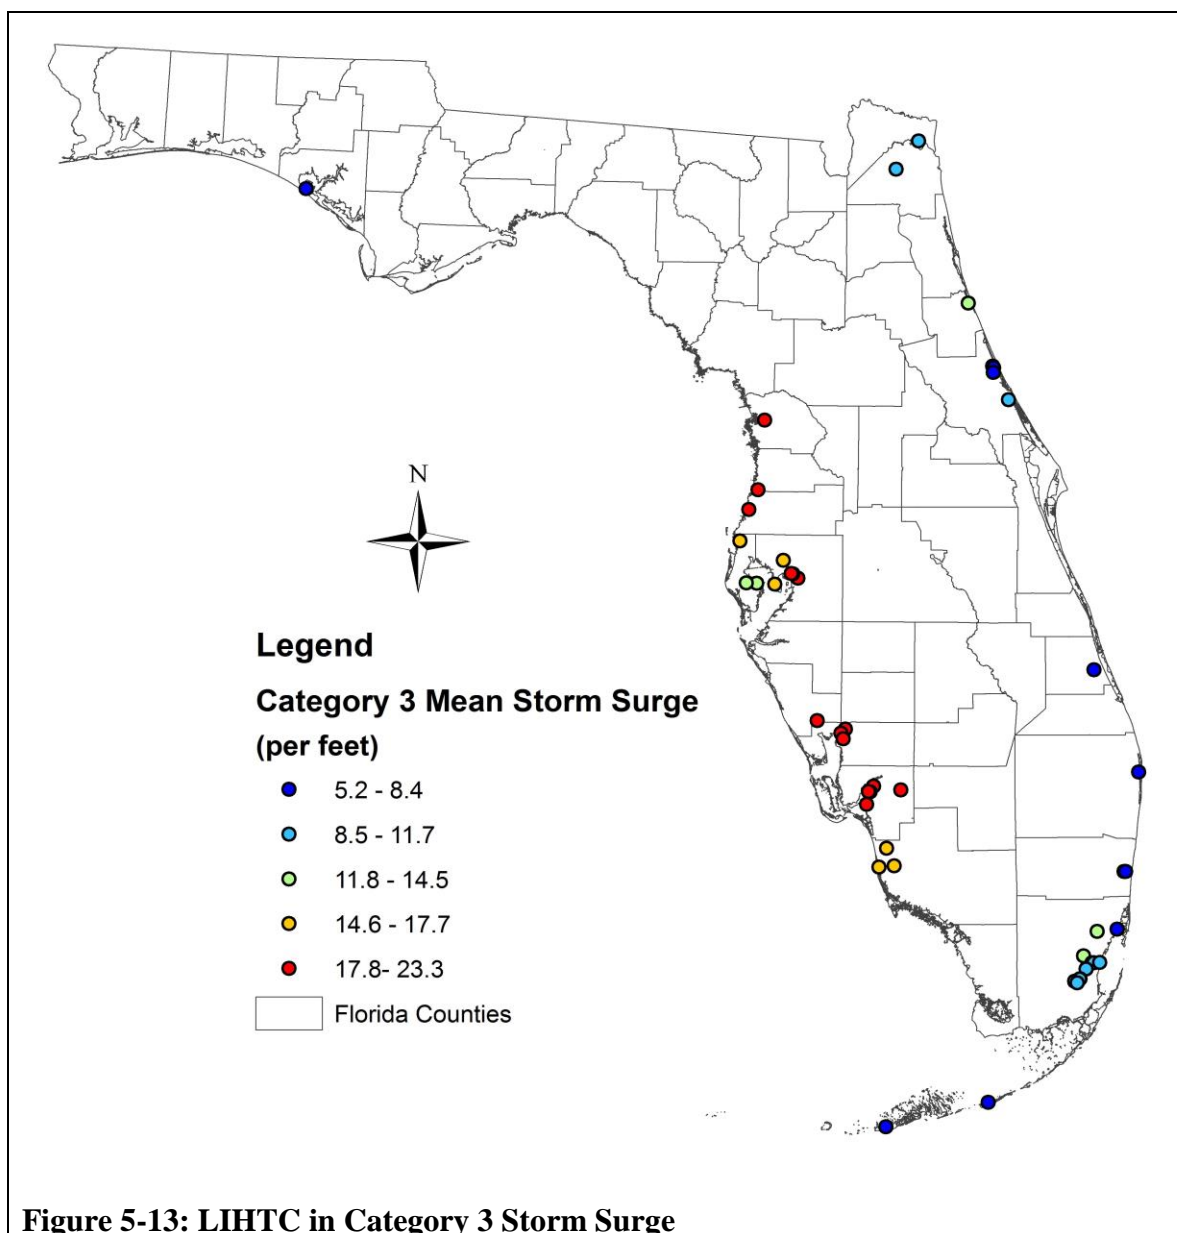 N
Legend
Category 3 Mean Storm Surge
(per feet)
5.2 - 8.4
8.5 - 11.7
11.8 - 14.5
14.6 - 17.7
17.8- 23.3
Florida Counties
Figure 5-13: LIHTC in Category 3 Storm Surge